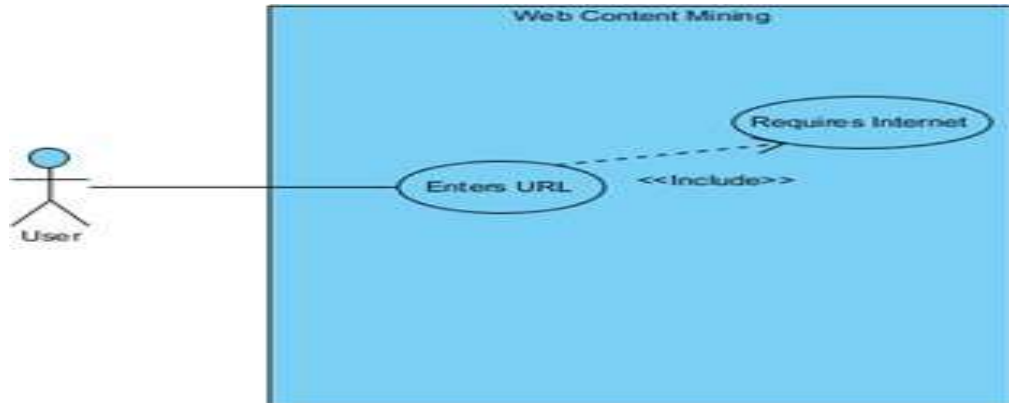 Web Content Mining
Requires Internet
Enters URL
<<Include>>
User